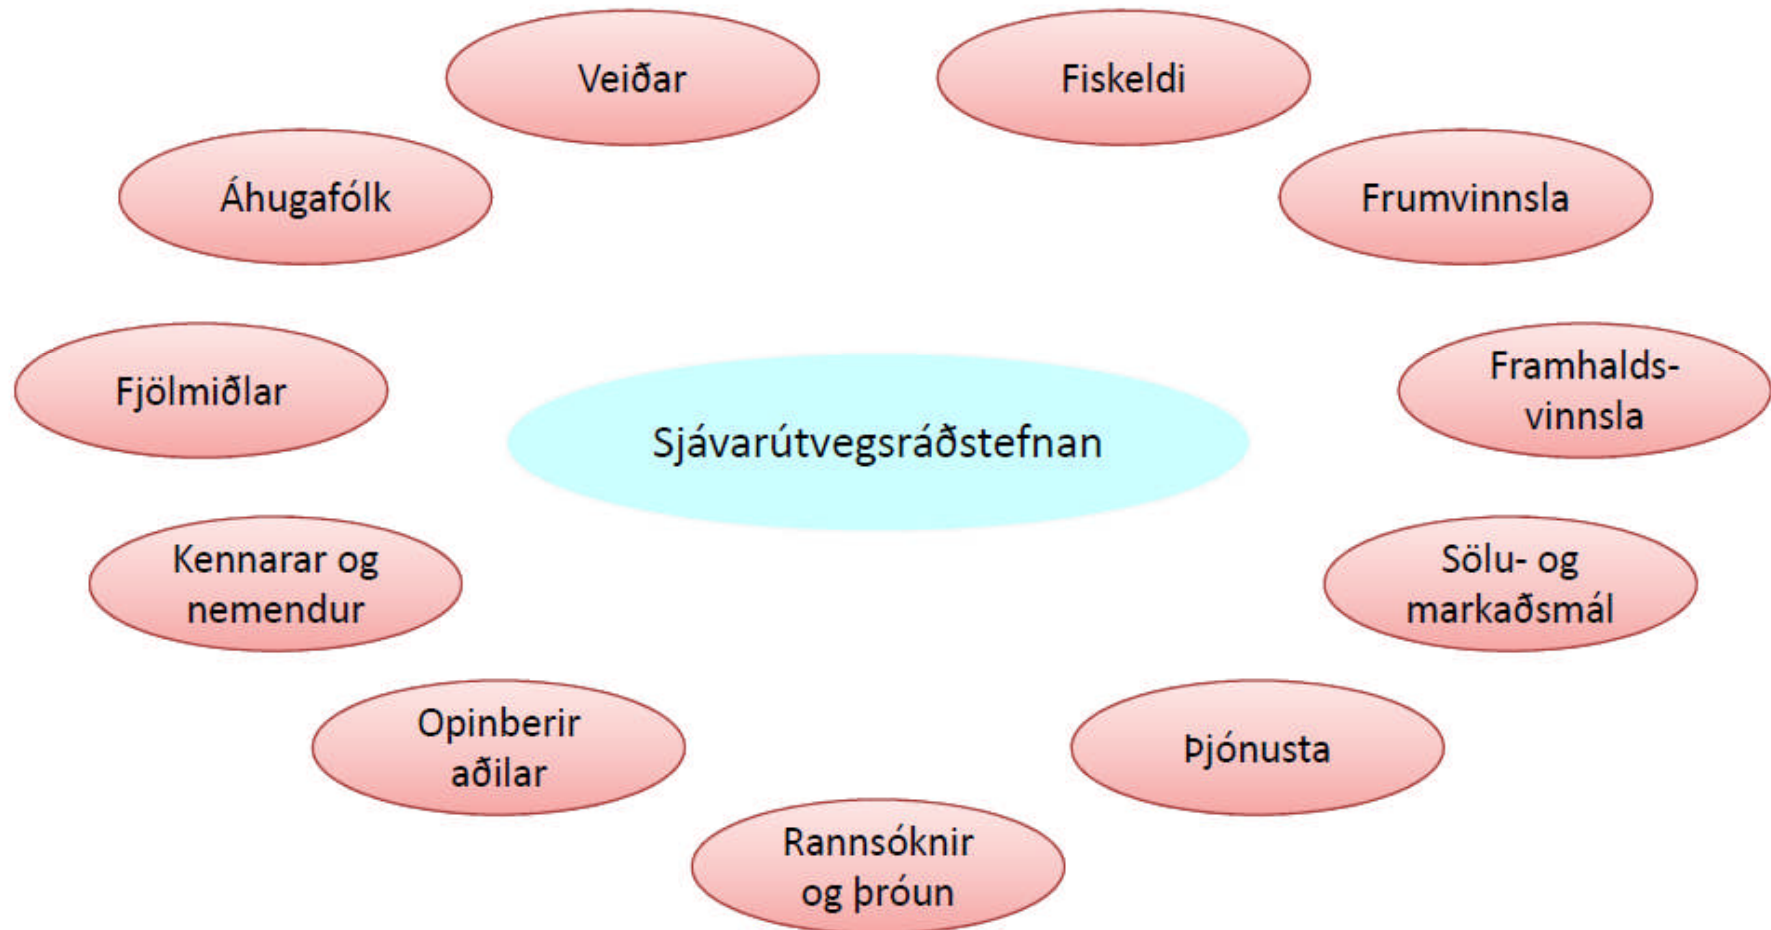 Veiðar
Fiskeldi
Áhugafólk
Frumvinnsla
Fjölmiðlar
Framhalds-
vinnsla
Sjávarútvegsráðstefnan
Kennarar og
nemendur
Sölu- og
markaðsmál
Opinberir
aðilar
Þjónusta
Rannsóknir
og þróun